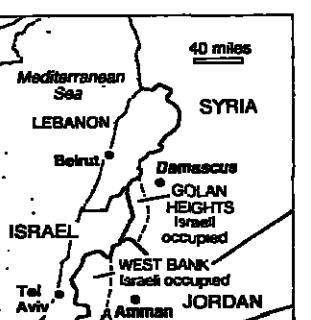 40 miles
Mediterranean
Sea
SYRIA
LEBANON
Beirut
Damascus
GOLAN
HEIGHTS
Israeli
occupied
ISRAEL
WEST BANK
Israeli occupied
Tel
Aviv
JORDAN
Amman